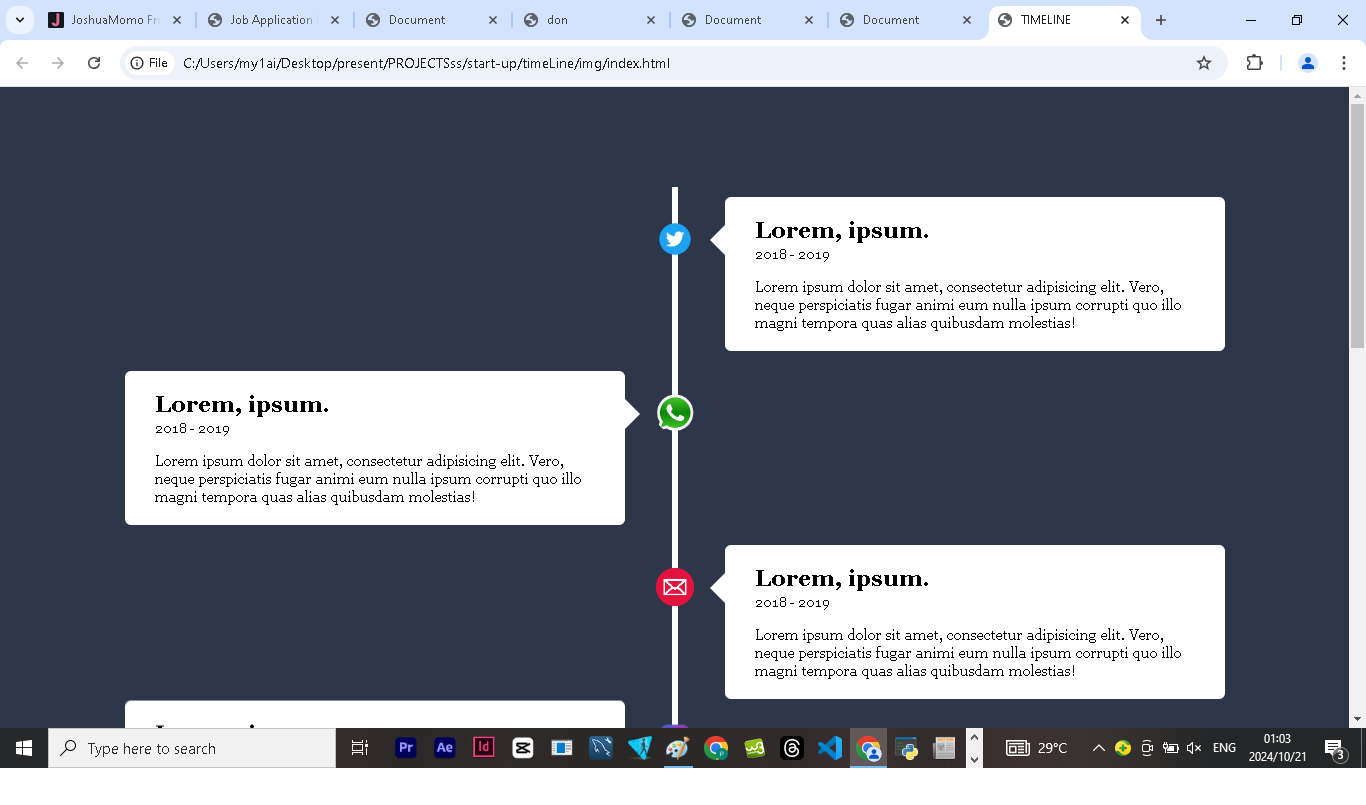 JoshuaMomo Fr
Job Application
Document
don
Document
Document
TIMELINE
File
C:/Users/my1ai/Desktop/present/PROJECTSss/start-up/timeLine/img/index.html
Lorem, ipsum.
2018 - 2019
Lorem ipsum dolor sit amet, consectetur adipisicing elit. Vero,
neque perspiciatis fugar animi eum nulla ipsum corrupti quo illo
magni tempora quas alias quibusdam molestias!
Lorem, ipsum.
2018 - 2019
Lorem ipsum dolor sit amet, consectetur adipisicing elit. Vero,
neque perspiciatis fugar animi eum nulla ipsum corrupti quo illo
magni tempora quas alias quibusdam molestias!
Lorem, ipsum.
2018 - 2019
Lorem ipsum dolor sit amet, consectetur adipisicing elit. Vero,
neque perspiciatis fugar animi eum nulla ipsum corrupti quo illo
magni tempora quas alias quibusdam molestias!
Type here to search
Pr
Ae
Id
29°C
ENG
01:03
2024/10/21
3